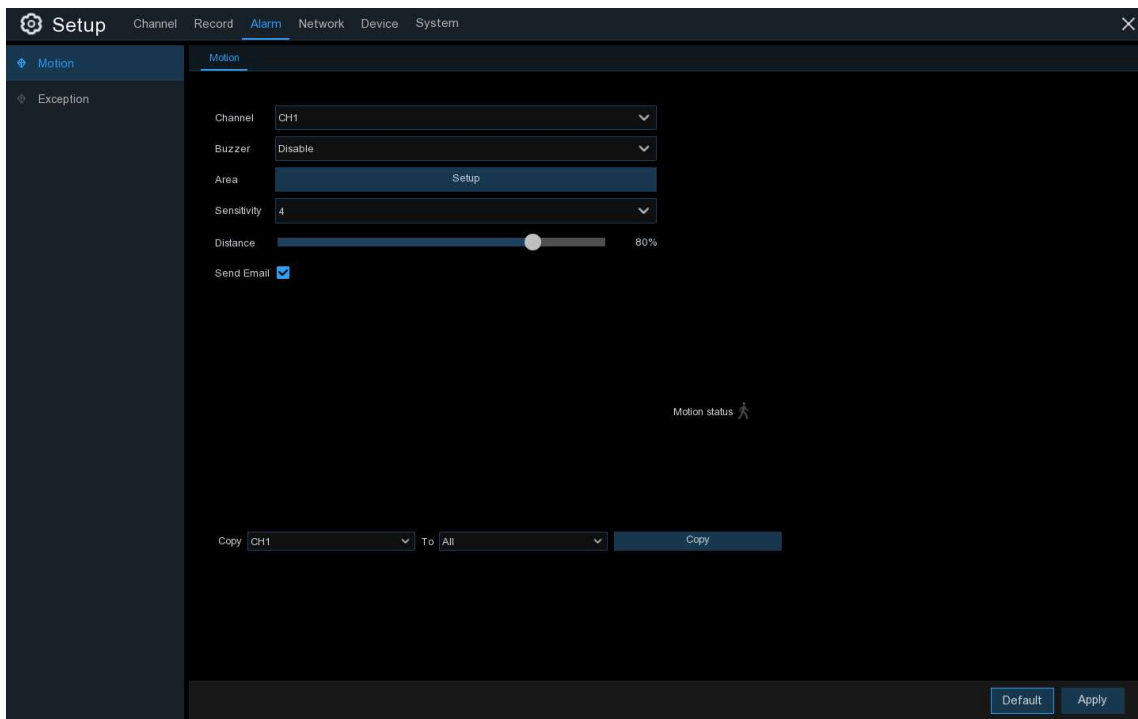 Setup Channel Record Alarm Network Device System
Motion
Exception
Motion
Channel CH1
Buzzer Disable
Area Setup
Sensitivity 4
Distance 80%
Send Email
Motion status
Copy CH1 To All Copy
Default Apply